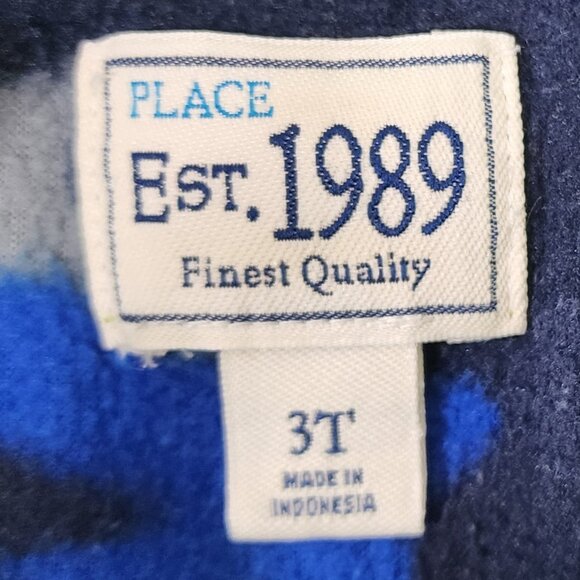 PLACE
EST. 1989
Finest Quality
3T
MADE IN
INDONESIA